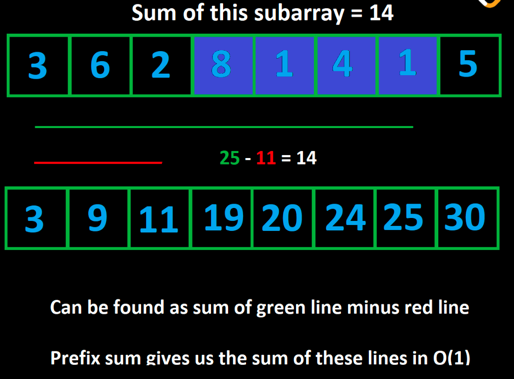 Sum of this subarray = 14
3 6 2 8 1 4 1 5
25 - 11 = 14
3 9 11 19 20 24 25 30
Can be found as sum of green line minus red line
Prefix sum gives us the sum of these lines in O(1)